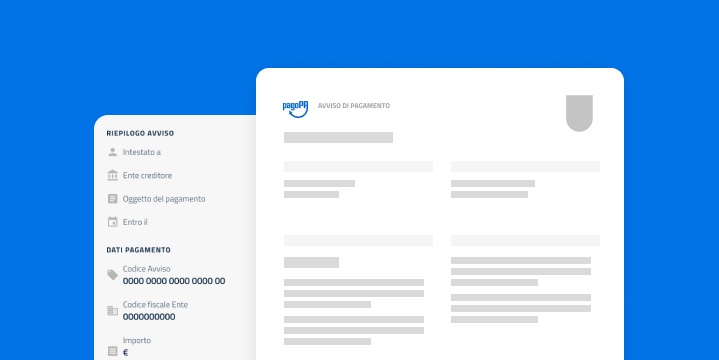 pagoPA
AVVISO DI PAGAMENTO
RIEPILOGO AVVISO
Intestato a
Ente creditore
Oggetto del pagamento
Entro il
DATI PAGAMENTO
Codice Avviso
0000 0000 0000 0000 00
Codice fiscale Ente
0000000000
Importo
€